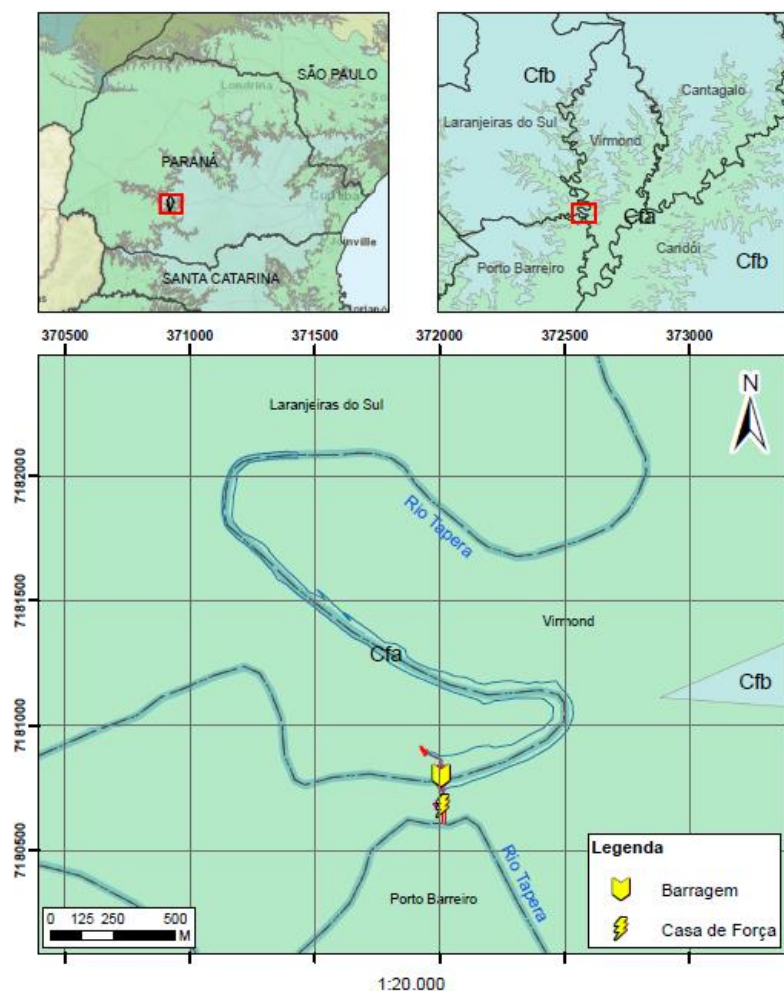 SÃO PAULO
Londrina
PARANÁ
Curitiba
Joinville
SANTA CATARINA
Cfb
Cantagalo
Laranjeiras do Sul
Virmond
Cfa
Candói
Porto Barreiro
Cfb
370500 371000 371500 372000 372500 373000
N
Laranjeiras do Sul
7182000
Rio Tapera
7181500
Virmond
Cfa
Cfb
7181000
7180500
Rio Tapera
Porto Barreiro
Legenda
Barragem
Casa de Força
0 125 250 500
M
1:20.000